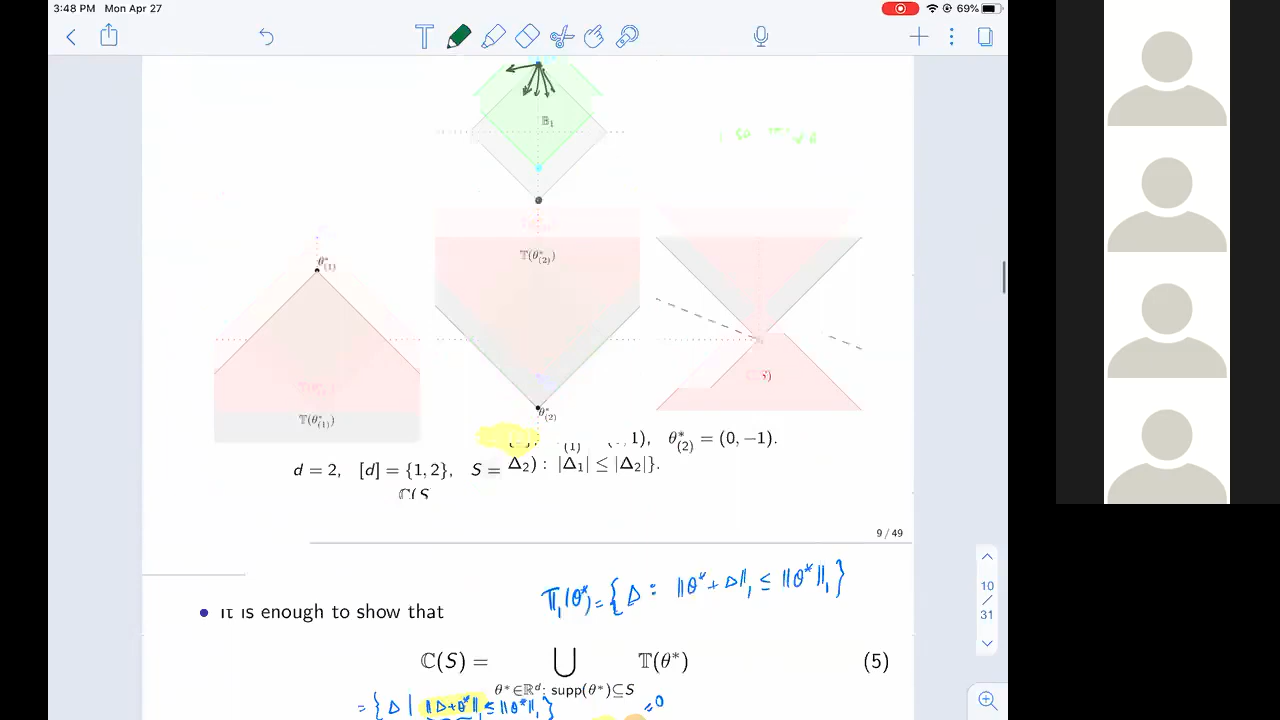 3:48 PM Mon Apr 27
69%
𝔹₁
θ*₍₁₎
𝕋(θ*₍₂₎)
𝕋(θ*₍₁₎)
θ*₍₂₎
1), θ*₍₂₎ = (0, −1).
d = 2, [d] = {1, 2}, S =
Δ₂) : |Δ₁| ≤ |Δ₂|}.
ℂ(S
9 / 49
𝕋₁(θ*) = {Δ : ‖θ* + Δ‖₁ ≤ ‖θ*‖₁}
• It is enough to show that
ℂ(S) = ⋃ 𝕋(θ*) (5)
θ*∈ℝᵈ: supp(θ*)⊆S
= {Δ | ‖Δ+θ*‖₁ ≤ ‖θ*‖₁}
=0
10
/
31